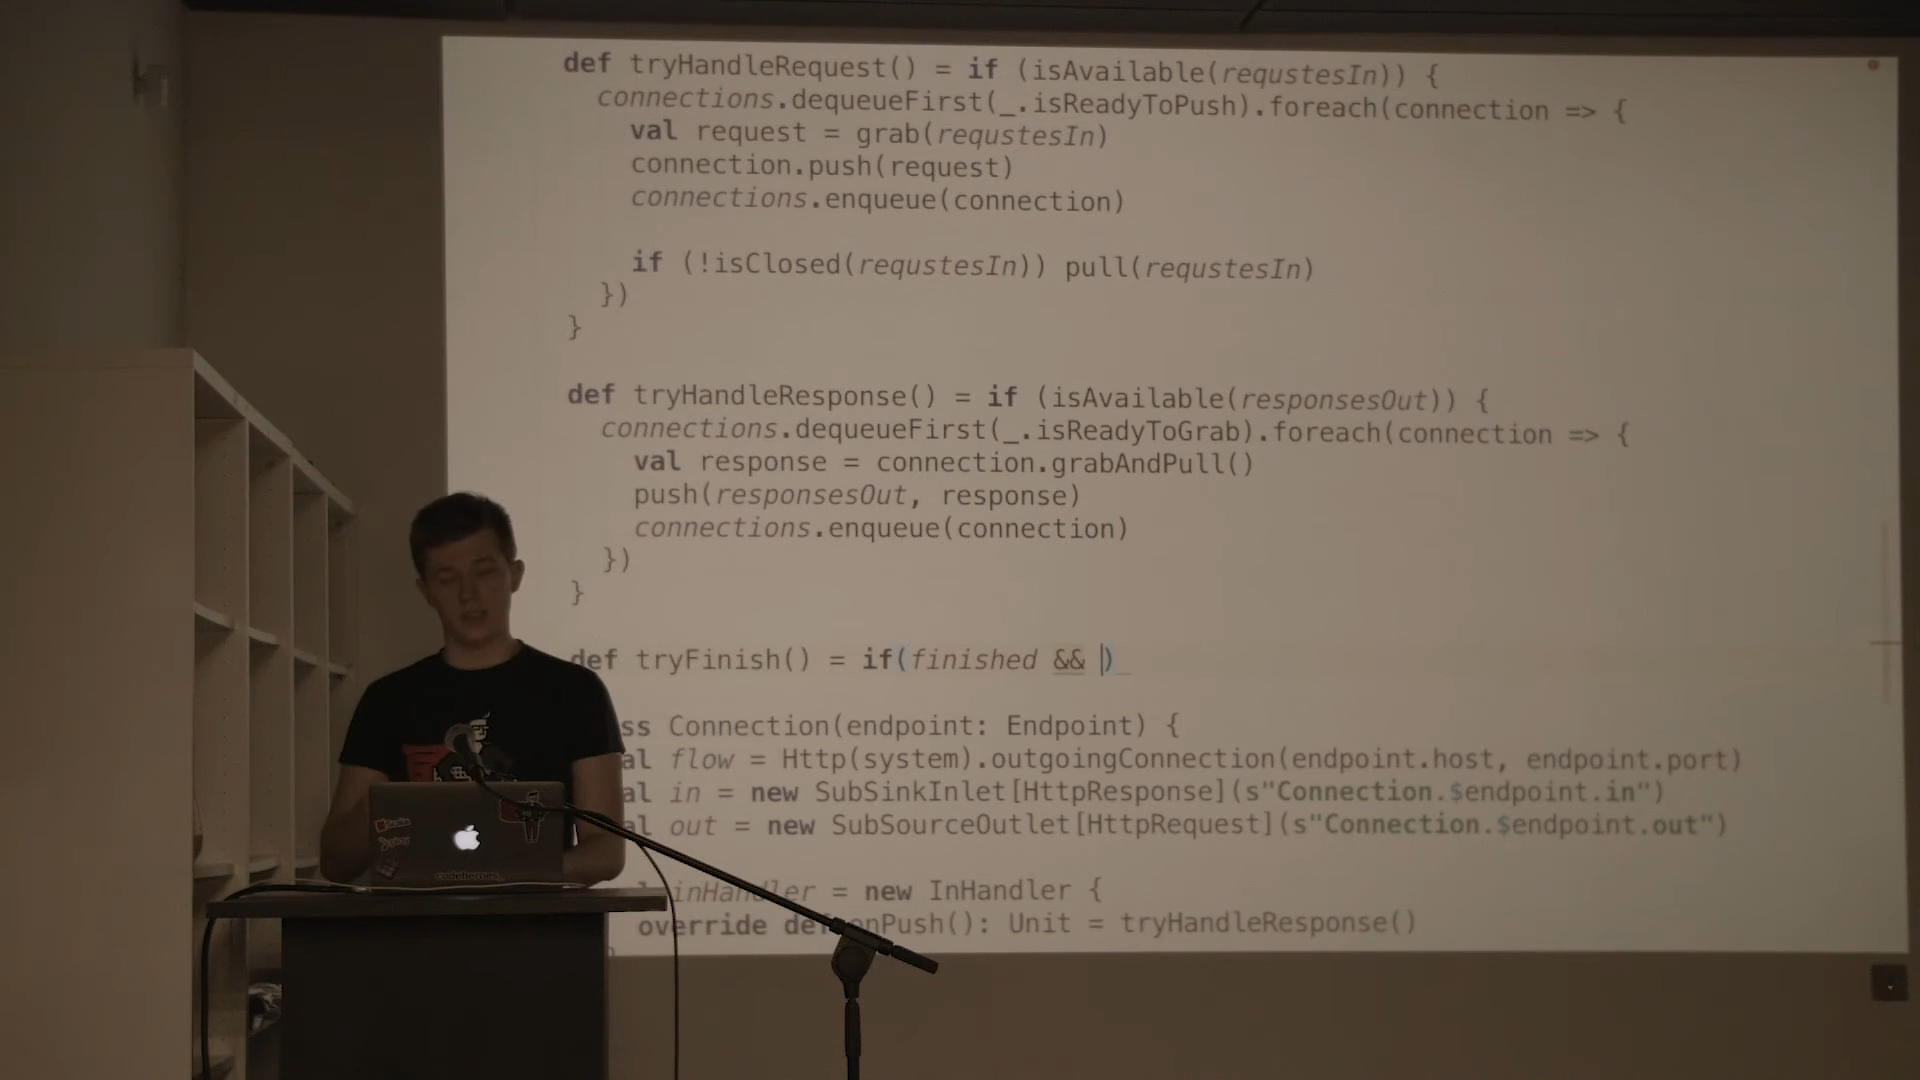 def tryHandleRequest() = if (isAvailable(requstesIn)) {
connections.dequeueFirst(_.isReadyToPush).foreach(connection => {
val request = grab(requstesIn)
connection.push(request)
connections.enqueue(connection)
if (!isClosed(requstesIn)) pull(requstesIn)
})
}
def tryHandleResponse() = if (isAvailable(responsesOut)) {
connections.dequeueFirst(_.isReadyToGrab).foreach(connection => {
val response = connection.grabAndPull()
push(responsesOut, response)
connections.enqueue(connection)
})
}
def tryFinish() = if(finished && )
ss Connection(endpoint: Endpoint) {
al flow = Http(system).outgoingConnection(endpoint.host, endpoint.port)
al in = new SubSinkInlet[HttpResponse](s"Connection.$endpoint.in")
al out = new SubSourceOutlet[HttpRequest](s"Connection.$endpoint.out")
inHandler = new InHandler {
override def onPush(): Unit = tryHandleResponse()
codeheroes